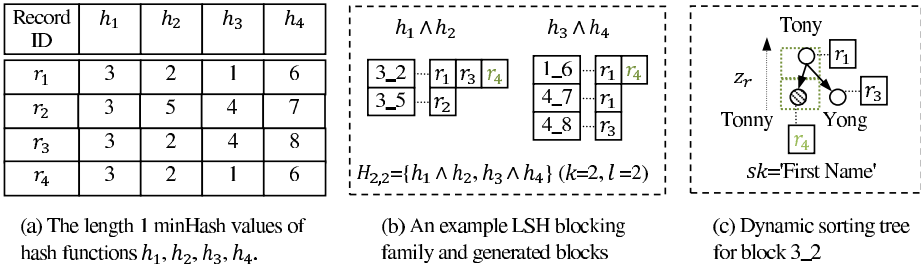 Record ID h₁ h₂ h₃ h₄
r₁ 3 2 1 6
r₂ 3 5 4 7
r₃ 3 2 4 8
r₄ 3 2 1 6
(a) The length 1 minHash values of
hash functions h₁, h₂, h₃, h₄.
h₁ ∧ h₂
3_2 r₁ r₃ r₄
3_5 r₂
h₃ ∧ h₄
1_6 r₁ r₄
4_7 r₁
4_8 r₃
H₂,₂={h₁ ∧ h₂, h₃ ∧ h₄} (k=2, l =2)
(b) An example LSH blocking
family and generated blocks
Tony
r₁
zᵣ
r₃
Tonny
Yong
r₄
sk='First Name'
(c) Dynamic sorting tree
for block 3_2